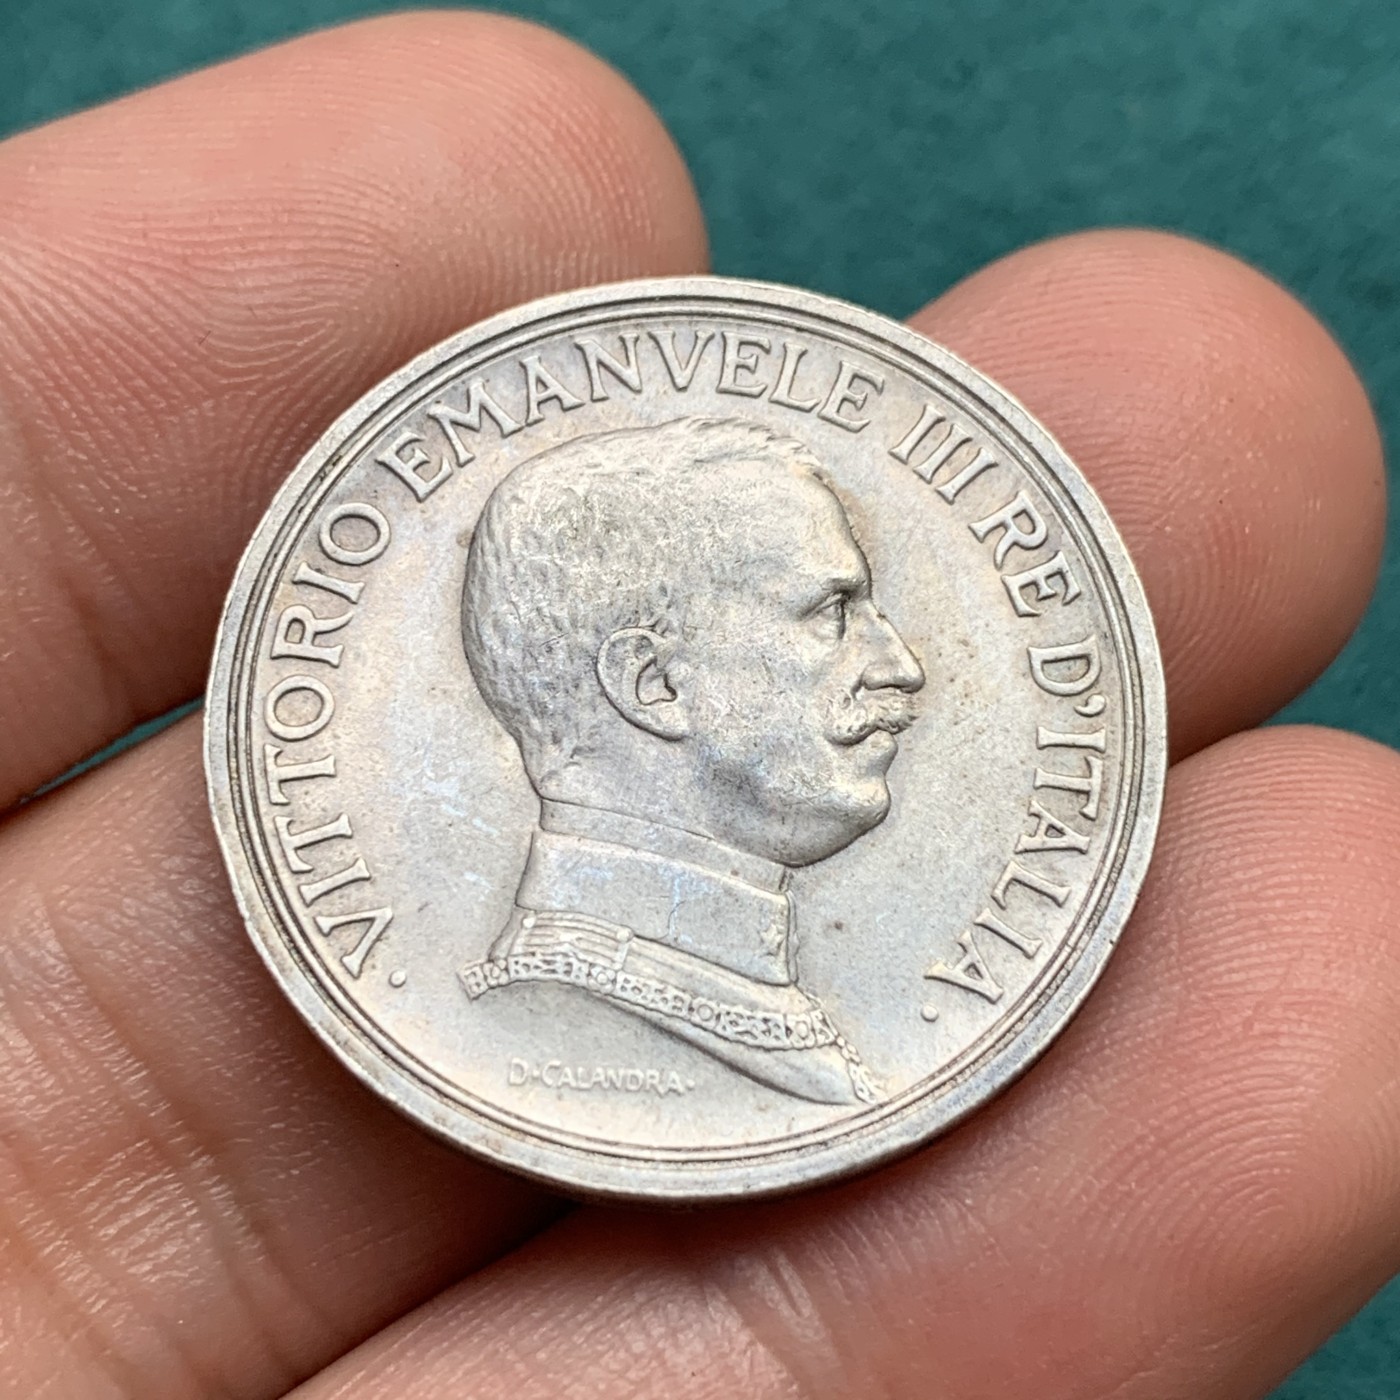 · VITTORIO EMANVELE III RE D'ITALIA ·
D·CALANDRA·